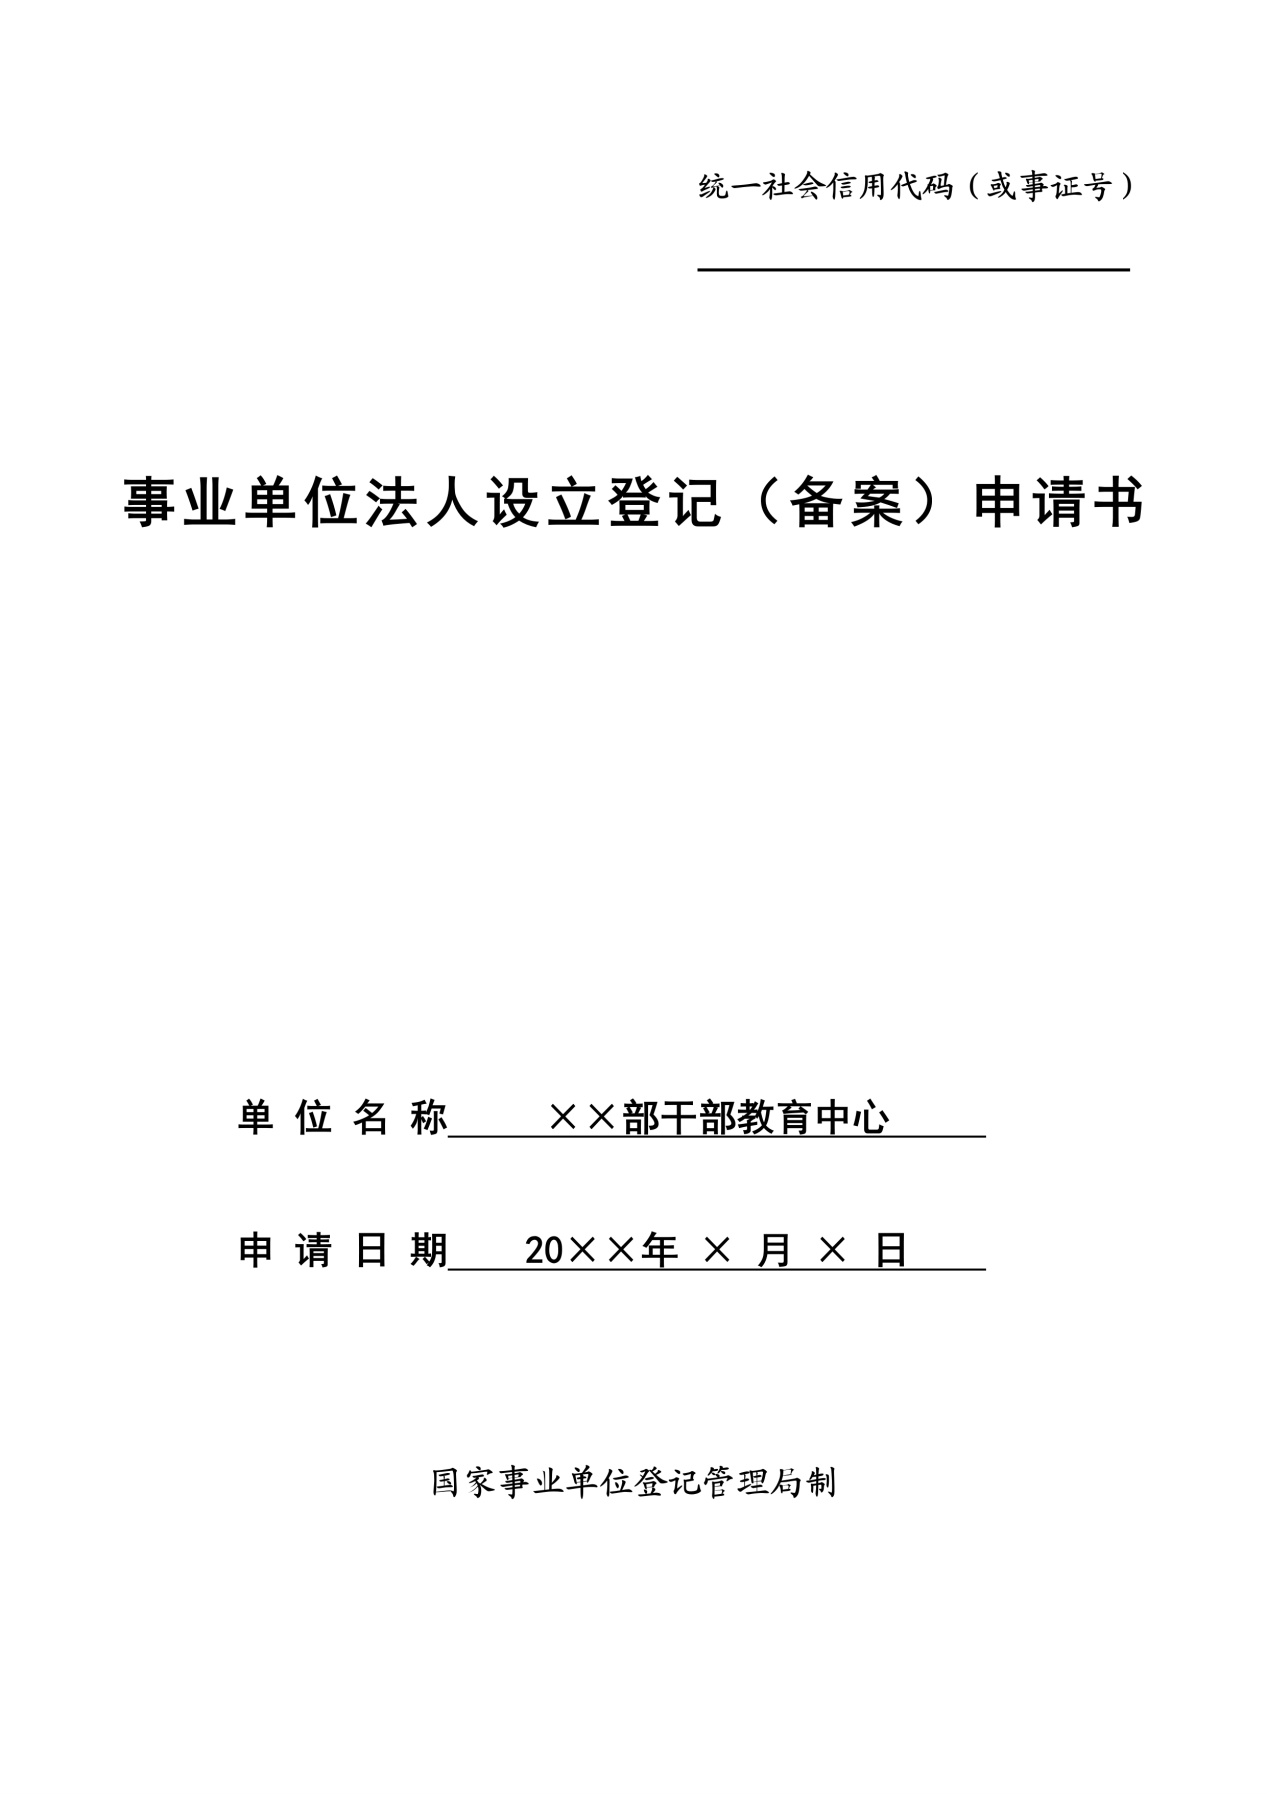 统一社会信用代码（或事证号）
事业单位法人设立登记（备案）申请书
单 位 名 称 ××部干部教育中心
申 请 日 期 20××年 × 月 × 日
国家事业单位登记管理局制